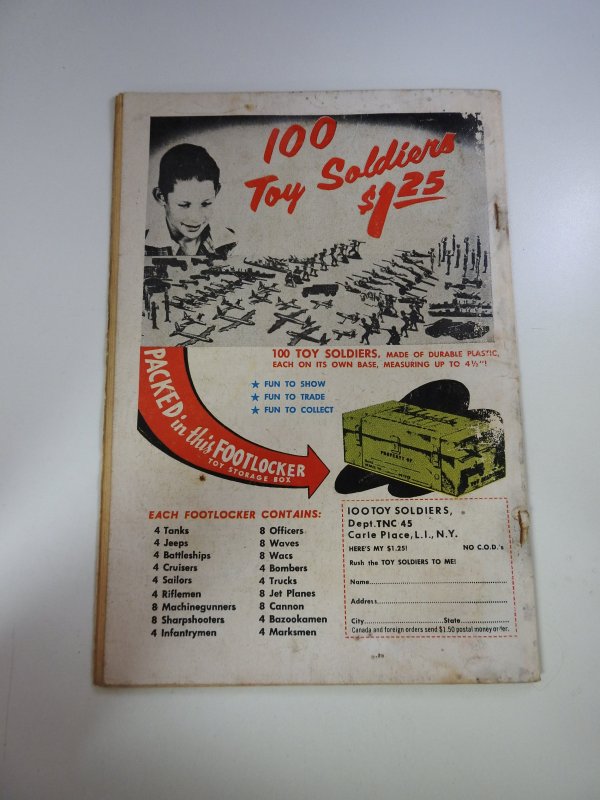 100
Toy Soldiers
$1.25
100 TOY SOLDIERS, MADE OF DURABLE PLASTIC,
EACH ON ITS OWN BASE, MEASURING UP TO 4½"!
★ FUN TO SHOW
★ FUN TO TRADE
★ FUN TO COLLECT
PACKED in this FOOTLOCKER
TOY STORAGE BOX
PROPERTY OF
EACH FOOTLOCKER CONTAINS:
4 Tanks
4 Jeeps
4 Battleships
4 Cruisers
4 Sailors
4 Riflemen
8 Machinegunners
8 Sharpshooters
4 Infantrymen
8 Officers
8 Waves
8 Wacs
4 Bombers
4 Trucks
8 Jet Planes
8 Cannon
4 Bazookamen
4 Marksmen
100 TOY SOLDIERS,
Dept. TNC 45
Carle Place, L.I., N.Y.
HERE'S MY $1.25! NO C.O.D.'s
Rush the TOY SOLDIERS TO ME!
Name
Address
City State
Canada and foreign orders send $1.50 postal money order.